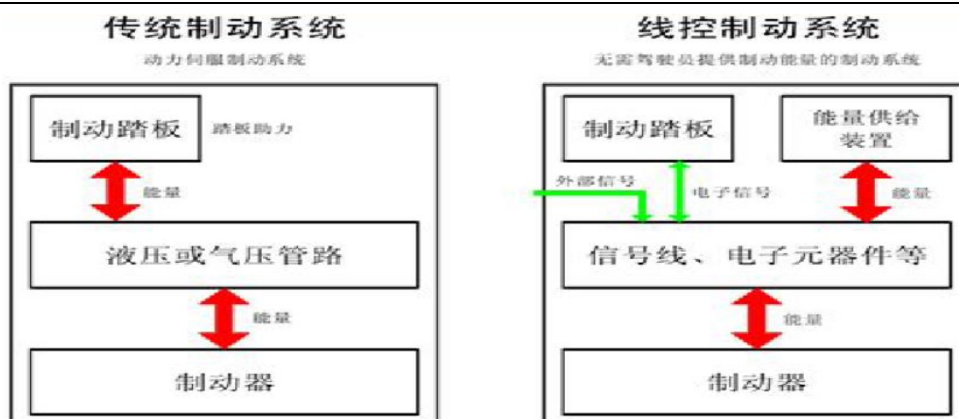 传统制动系统
动力伺服制动系统
制动踏板
踏板助力
能量
液压或气压管路
能量
制动器
线控制动系统
无需驾驶员提供制动能量的制动系统
制动踏板
能量供给
装置
外部信号
电子信号
能量
信号线、电子元器件等
能量
制动器